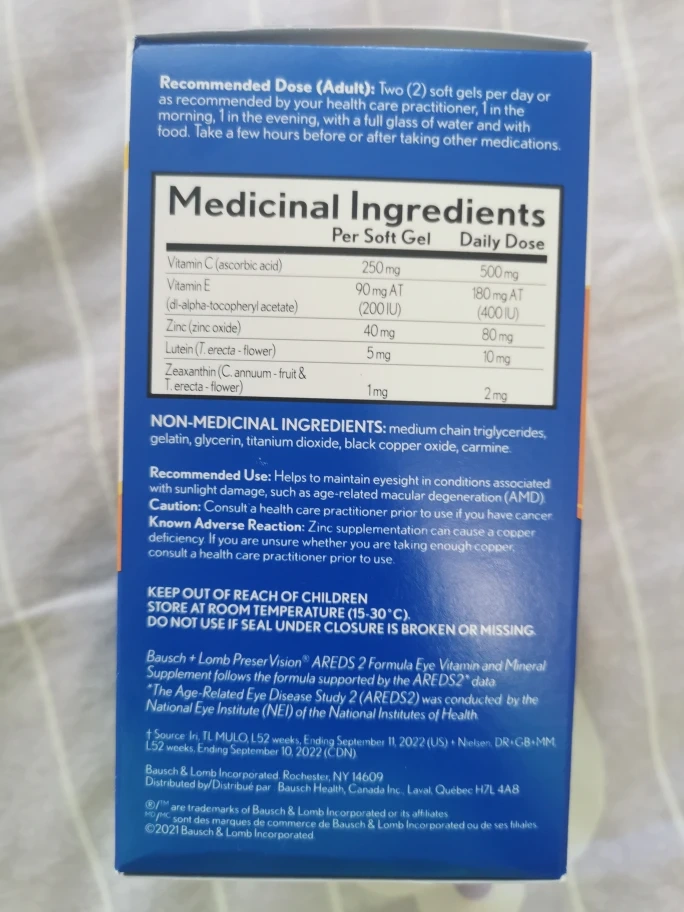 Recommended Dose (Adult): Two (2) soft gels per day or
as recommended by your health care practitioner, 1 in the
morning, 1 in the evening, with a full glass of water and with
food. Take a few hours before or after taking other medications.
Medicinal Ingredients
Per Soft Gel Daily Dose
Vitamin C (ascorbic acid) 250 mg 500 mg
Vitamin E 90 mg AT 180 mg AT
(dl-alpha-tocopheryl acetate) (200 IU) (400 IU)
Zinc (zinc oxide) 40 mg 80 mg
Lutein (T. erecta - flower) 5 mg 10 mg
Zeaxanthin (C. annuum - fruit &
T. erecta - flower) 1 mg 2 mg
NON-MEDICINAL INGREDIENTS: medium chain triglycerides,
gelatin, glycerin, titanium dioxide, black copper oxide, carmine.
Recommended Use: Helps to maintain eyesight in conditions associated
with sunlight damage, such as age-related macular degeneration (AMD).
Caution: Consult a health care practitioner prior to use if you have cancer.
Known Adverse Reaction: Zinc supplementation can cause a copper
deficiency. If you are unsure whether you are taking enough copper,
consult a health care practitioner prior to use.
KEEP OUT OF REACH OF CHILDREN
STORE AT ROOM TEMPERATURE (15-30°C).
DO NOT USE IF SEAL UNDER CLOSURE IS BROKEN OR MISSING.
Bausch + Lomb PreserVision® AREDS 2 Formula Eye Vitamin and Mineral
Supplement follows the formula supported by the AREDS2* data.
*The Age-Related Eye Disease Study 2 (AREDS2) was conducted by the
National Eye Institute (NEI) of the National Institutes of Health.
† Source Iri, TL MULO, L52 weeks, Ending September 11, 2022 (US) + Nielsen, DR+GB+MM,
L52 weeks, Ending September 10, 2022 (CDN).
Bausch & Lomb Incorporated. Rochester, NY 14609
Distributed by/Distribué par Bausch Health, Canada Inc., Laval, Québec H7L 4A8
®/™ are trademarks of Bausch & Lomb Incorporated or its affiliates.
MD/MC sont des marques de commerce de Bausch & Lomb Incorporated ou de ses filiales.
©2021 Bausch & Lomb Incorporated.